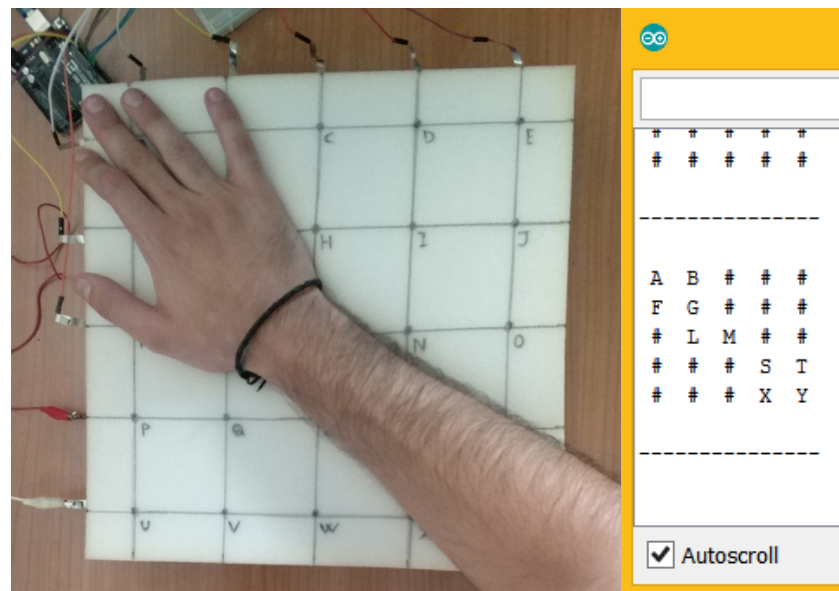 C D E
H I J
N O
P Q
U V W
# # # # #
# # # # #
---------------
A B # # #
F G # # #
# L M # #
# # # S T
# # # X Y
---------------
Autoscroll